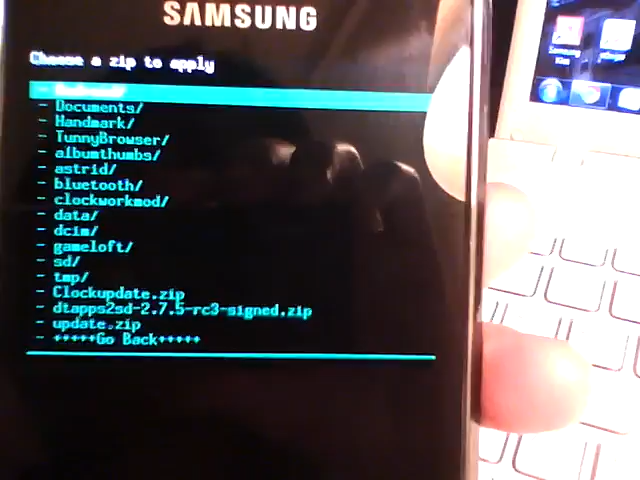 SAMSUNG
Choose a zip to apply
- Documents/
- Handmark/
- TunnyBrowser/
- albumthumbs/
- astrid/
- bluetooth/
- clockworkmod/
- data/
- dcim/
- gameloft/
- sd/
- tmp/
- Clockupdate.zip
- dtapps2sd-2.7.5-rc3-signed.zip
- update.zip
- +++++Go Back+++++
Samsung